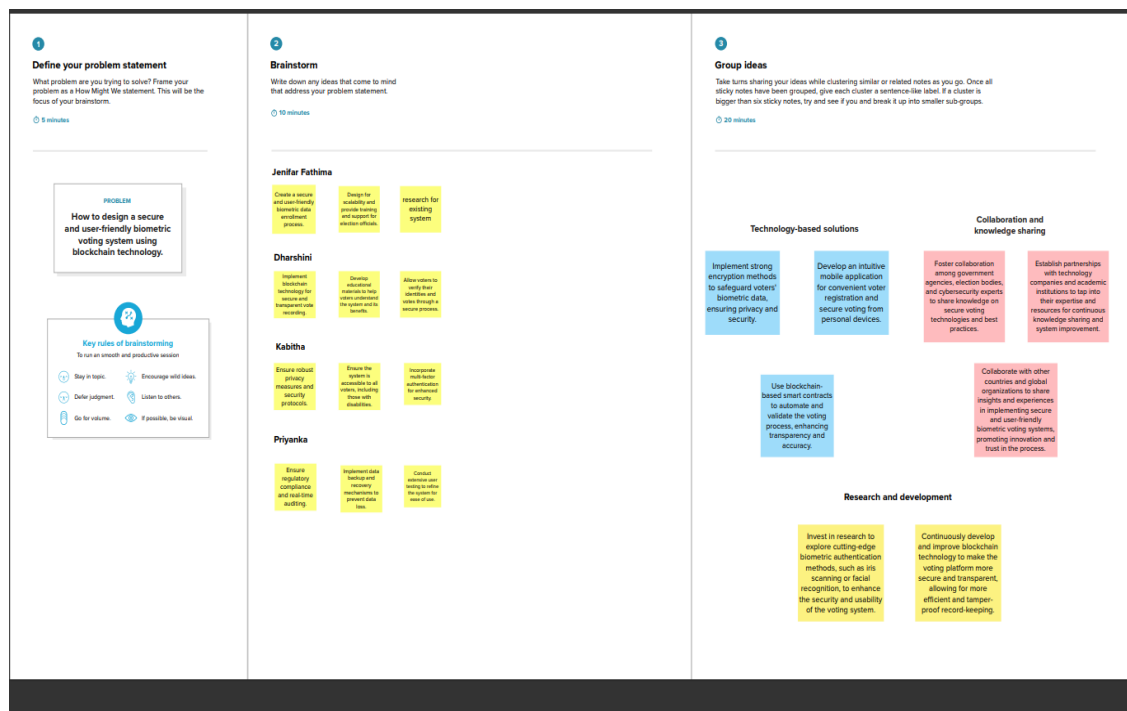 1
Define your problem statement
What problem are you trying to solve? Frame your
problem as a How Might We statement. This will be the
focus of your brainstorm.
5 minutes
PROBLEM
How to design a secure
and user-friendly biometric
voting system using
blockchain technology.
Key rules of brainstorming
To run an smooth and productive session
Stay in topic.
Encourage wild ideas.
Defer judgment.
Listen to others.
Go for volume.
If possible, be visual.
2
Brainstorm
Write down any ideas that come to mind
that address your problem statement.
10 minutes
Jenifar Fathima
Create a secure
and user-friendly
biometric data
enrollment
process.
Design for
scalability and
provide training
and support for
election officials.
research for
existing
system
Dharshini
Implement
blockchain
technology for
secure and
transparent vote
recording.
Develop
educational
materials to help
voters understand
the system and its
benefits.
Allow voters to
verify their
identities and
votes through a
secure process.
Kabitha
Ensure robust
privacy
measures and
security
protocols.
Ensure the
system is
accessible to all
voters, including
those with
disabilities.
Incorporate
multi-factor
authentication
for enhanced
security.
Priyanka
Ensure
regulatory
compliance
and real-time
auditing.
Implement data
backup and
recovery
mechanisms to
prevent data
loss
Conduct
extensive user
testing to refine
the system for
ease of use.
3
Group ideas
Take turns sharing your ideas while clustering similar or related notes as you go. Once all
sticky notes have been grouped, give each cluster a sentence-like label. If a cluster is
bigger than six sticky notes, try and see if you and break it up into smaller sub-groups.
20 minutes
Technology-based solutions
Implement strong
encryption methods
to safeguard voters'
biometric data,
ensuring privacy and
security.
Develop an intuitive
mobile application
for convenient voter
registration and
secure voting from
personal devices.
Use blockchain-
based smart contracts
to automate and
validate the voting
process, enhancing
transparency and
accuracy.
Collaboration and
knowledge sharing
Foster collaboration
among government
agencies, election bodies,
and cybersecurity experts
to share knowledge on
secure voting
technologies and best
practices.
Establish partnerships
with technology
companies and academic
institutions to tap into
their expertise and
resources for continuous
knowledge sharing and
system improvement.
Collaborate with other
countries and global
organizations to share
insights and experiences
in implementing secure
and user-friendly
biometric voting systems,
promoting innovation and
trust in the process.
Research and development
Invest in research to
explore cutting-edge
biometric authentication
methods, such as iris
scanning or facial
recognition, to enhance
the security and usability
of the voting system.
Continuously develop
and improve blockchain
technology to make the
voting platform more
secure and transparent,
allowing for more
efficient and tamper-
proof record-keeping.